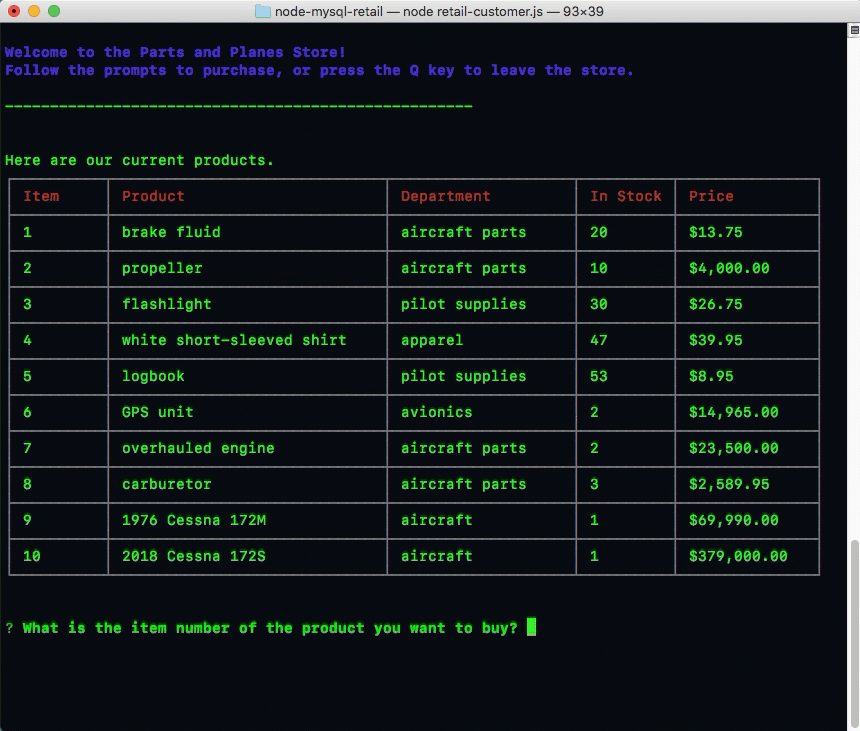 node-mysql-retail — node retail-customer.js — 93×39
Welcome to the Parts and Planes Store!
Follow the prompts to purchase, or press the Q key to leave the store.
----------------------------------------------------
Here are our current products.
Item Product Department In Stock Price
1 brake fluid aircraft parts 20 $13.75
2 propeller aircraft parts 10 $4,000.00
3 flashlight pilot supplies 30 $26.75
4 white short-sleeved shirt apparel 47 $39.95
5 logbook pilot supplies 53 $8.95
6 GPS unit avionics 2 $14,965.00
7 overhauled engine aircraft parts 2 $23,500.00
8 carburetor aircraft parts 3 $2,589.95
9 1976 Cessna 172M aircraft 1 $69,990.00
10 2018 Cessna 172S aircraft 1 $379,000.00
? What is the item number of the product you want to buy?